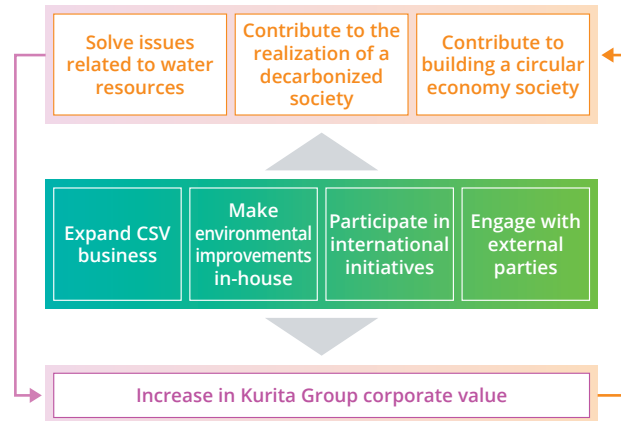 Solve issues
related to water
resources
Contribute to the
realization of a
decarbonized
society
Contribute to
building a circular
economy society
Expand CSV
business
Make
environmental
improvements
in-house
Participate in
international
initiatives
Engage with
external
parties
Increase in Kurita Group corporate value